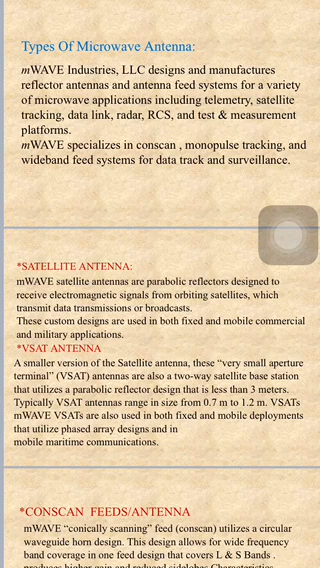 Types Of Microwave Antenna:
mWAVE Industries, LLC designs and manufactures
reflector antennas and antenna feed systems for a variety
of microwave applications including telemetry, satellite
tracking, data link, radar, RCS, and test & measurement
platforms.
mWAVE specializes in conscan , monopulse tracking, and
wideband feed systems for data track and surveillance.
*SATELLITE ANTENNA:
mWAVE satellite antennas are parabolic reflectors designed to
receive electromagnetic signals from orbiting satellites, which
transmit data transmissions or broadcasts.
These custom designs are used in both fixed and mobile commercial
and military applications.
*VSAT ANTENNA
A smaller version of the Satellite antenna, these “very small aperture
terminal” (VSAT) antennas are also a two-way satellite base station
that utilizes a parabolic reflector design that is less than 3 meters.
Typically VSAT antennas range in size from 0.7 m to 1.2 m. VSATs
mWAVE VSATs are also used in both fixed and mobile deployments
that utilize phased array designs and in
mobile maritime communications.
*CONSCAN FEEDS/ANTENNA
mWAVE “conically scanning” feed (conscan) utilizes a circular
waveguide horn design. This design allows for wide frequency
band coverage in one feed design that covers L & S Bands .
produces higher gain and reduced sidelobes Characteristics